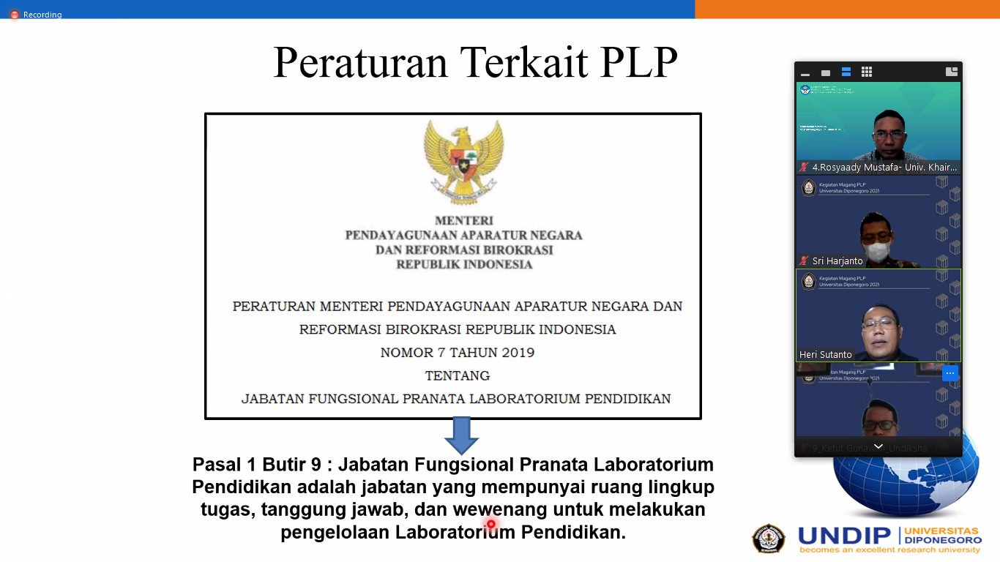 Recording
Peraturan Terkait PLP
MENTERI
PENDAYAGUNAAN APARATUR NEGARA
DAN REFORMASI BIROKRASI
REPUBLIK INDONESIA
PERATURAN MENTERI PENDAYAGUNAAN APARATUR NEGARA DAN
REFORMASI BIROKRASI REPUBLIK INDONESIA
NOMOR 7 TAHUN 2019
TENTANG
JABATAN FUNGSIONAL PRANATA LABORATORIUM PENDIDIKAN
Pasal 1 Butir 9 : Jabatan Fungsional Pranata Laboratorium
Pendidikan adalah jabatan yang mempunyai ruang lingkup
tugas, tanggung jawab, dan wewenang untuk melakukan
pengelolaan Laboratorium Pendidikan.
4.Rosyaady Mustafa- Univ. Khair...
Kegiatan Magang PLP
Universitas Diponegoro 2021
Sri Harjanto
Kegiatan Magang PLP
Universitas Diponegoro 2021
Heri Sutanto
Magang PLP
Universitas Diponegoro 2021
9_Ketut Gunawan_Undiksha
UNDIP
UNIVERSITAS
DIPONEGORO
becomes an excellent research university